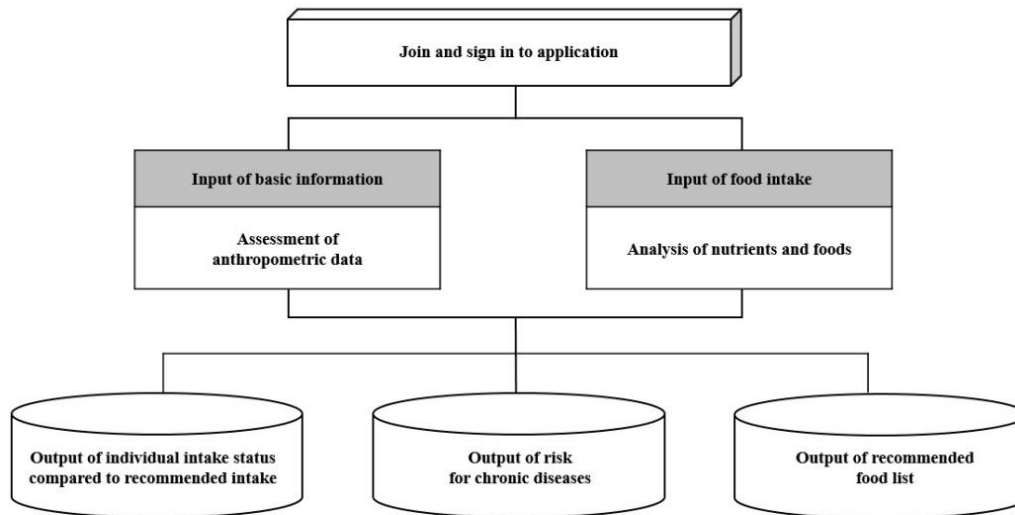 Join and sign in to application
Input of basic information
Assessment of
anthropometric data
Input of food intake
Analysis of nutrients and foods
Output of individual intake status
compared to recommended intake
Output of risk
for chronic diseases
Output of recommended
food list